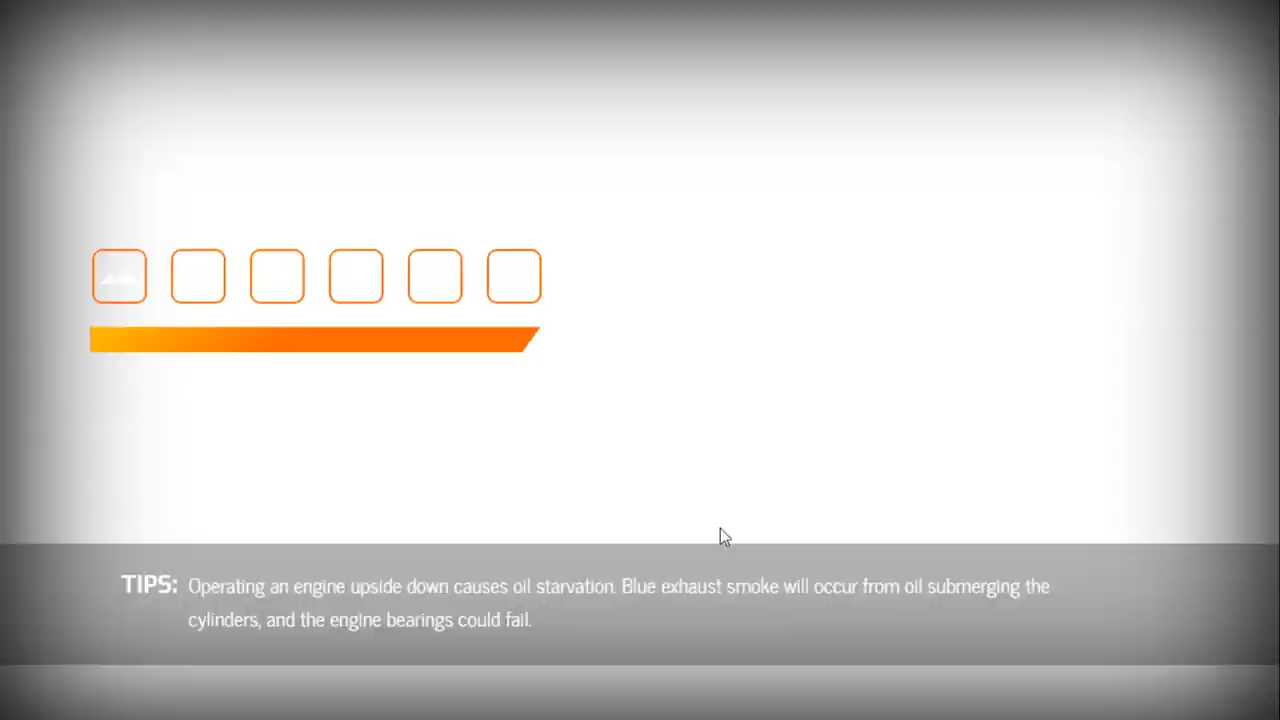 TIPS: Operating an engine upside down causes oil starvation. Blue exhaust smoke will occur from oil submerging the
cylinders, and the engine bearings could fail.